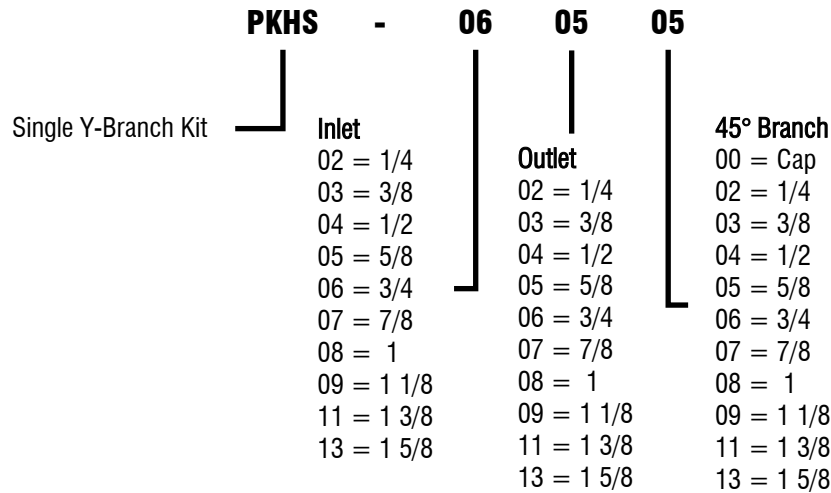 PKHS - 06 05 05
Single Y-Branch Kit
Inlet
02 = 1/4
03 = 3/8
04 = 1/2
05 = 5/8
06 = 3/4
07 = 7/8
08 = 1
09 = 1 1/8
11 = 1 3/8
13 = 1 5/8
Outlet
02 = 1/4
03 = 3/8
04 = 1/2
05 = 5/8
06 = 3/4
07 = 7/8
08 = 1
09 = 1 1/8
11 = 1 3/8
13 = 1 5/8
45° Branch
00 = Cap
02 = 1/4
03 = 3/8
04 = 1/2
05 = 5/8
06 = 3/4
07 = 7/8
08 = 1
09 = 1 1/8
11 = 1 3/8
13 = 1 5/8